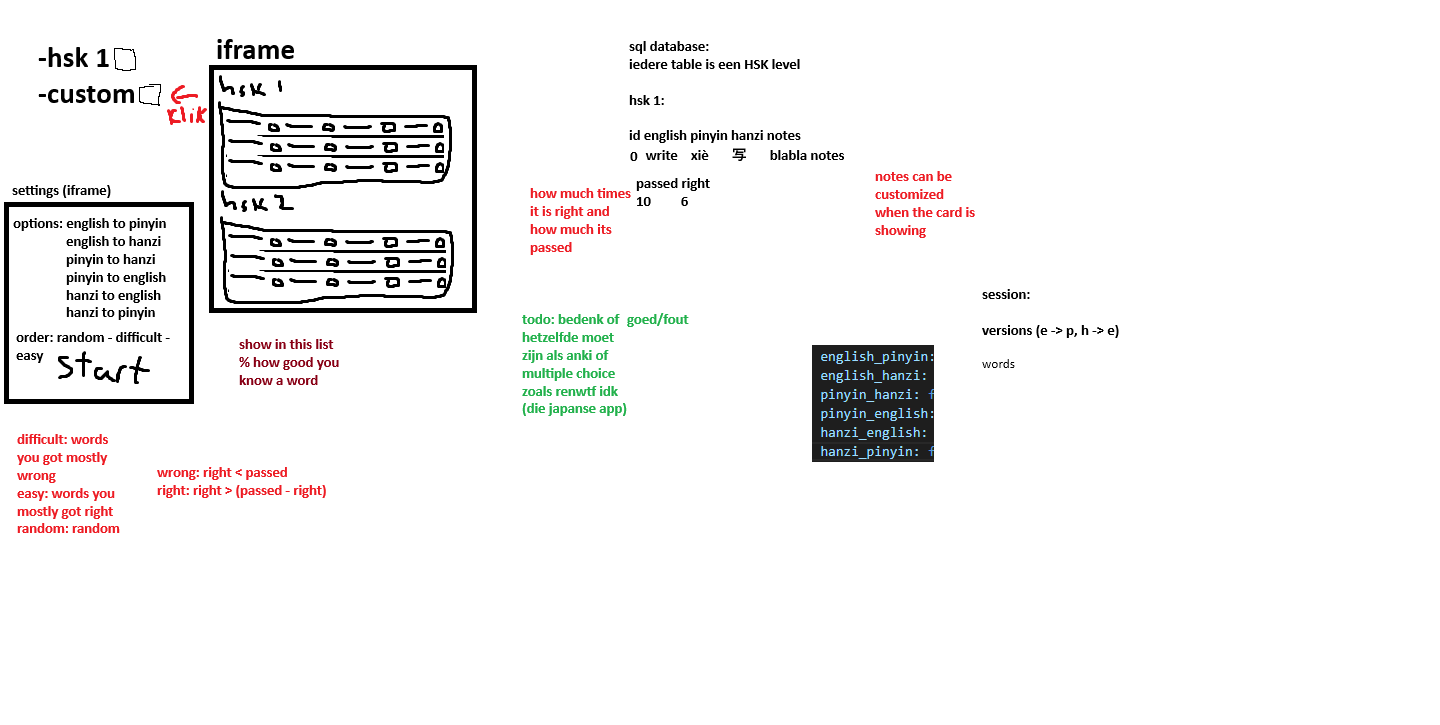 -hsk 1
-custom
klik
iframe
hsk 1
hsk 2
settings (iframe)
options: english to pinyin
english to hanzi
pinyin to hanzi
pinyin to english
hanzi to english
hanzi to pinyin
order: random - difficult -
easy
start
difficult: words
you got mostly
wrong
easy: words you
mostly got right
random: random
wrong: right < passed
right: right > (passed - right)
show in this list
% how good you
know a word
sql database:
iedere table is een HSK level
hsk 1:
id english pinyin hanzi notes
0 write xiè 写 blabla notes
passed right
10 6
how much times
it is right and
how much its
passed
notes can be
customized
when the card is
showing
todo: bedenk of goed/fout
hetzelfde moet
zijn als anki of
multiple choice
zoals renwtf idk
(die japanse app)
english_pinyin:
english_hanzi:
pinyin_hanzi: f
pinyin_english:
hanzi_english:
hanzi_pinyin: f
session:
versions (e -> p, h -> e)
words